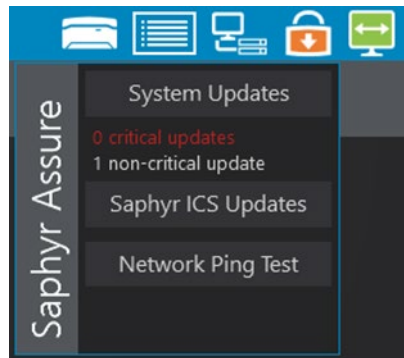 Saphyr Assure
System Updates
0 critical updates
1 non-critical update
Saphyr ICS Updates
Network Ping Test